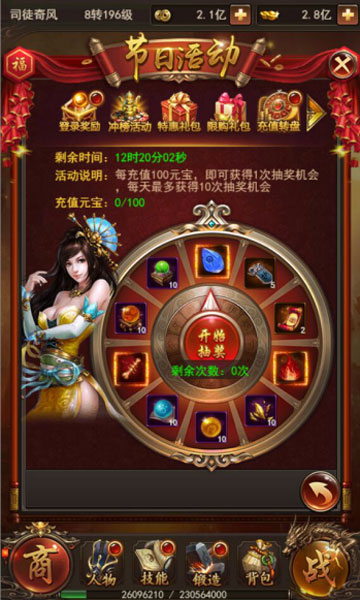 司徒奇风 8转196级 2.1亿 2.8亿
福 节日活动
登录奖励 冲榜活动 特惠礼包 限购礼包 充值转盘
剩余时间： 12时20分02秒
活动说明：每充值100元宝，即可获得1次抽奖机会
，每天最多获得10次抽奖机会
充值元宝：0/100
10 10
10
开始
抽奖
剩余次数：0次
10 10 10
商 人物 技能 锻造 背包 战
26096210 / 230564000